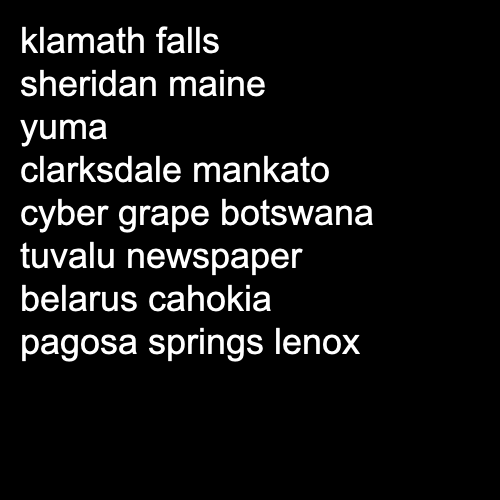 klamath falls
sheridan maine
yuma
clarksdale mankato
cyber grape botswana
tuvalu newspaper
belarus cahokia
pagosa springs lenox